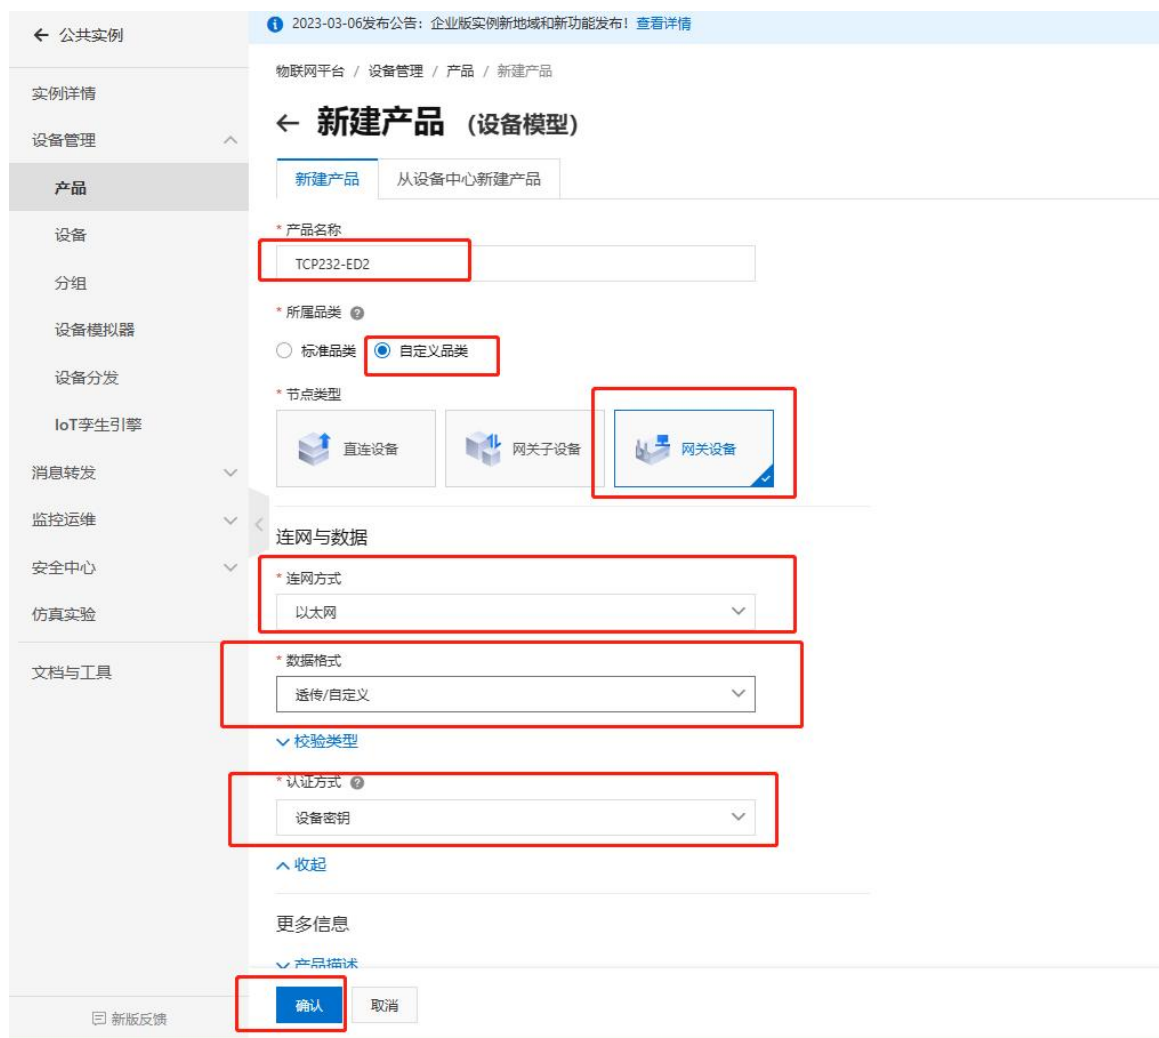 公共实例
实例详情
设备管理
产品
设备
分组
设备模拟器
设备分发
IoT孪生引擎
消息转发
监控运维
安全中心
仿真实验
文档与工具
新版反馈
2023-03-06发布公告：企业版实例新地域和新功能发布！查看详情
物联网平台 / 设备管理 / 产品 / 新建产品
← 新建产品 （设备模型）
新建产品 从设备中心新建产品
* 产品名称
TCP232-ED2
* 所属品类
标准品类 自定义品类
* 节点类型
直连设备 网关子设备 网关设备
连网与数据
* 连网方式
以太网
* 数据格式
透传/自定义
校验类型
* 认证方式
设备密钥
收起
更多信息
产品描述
确认 取消